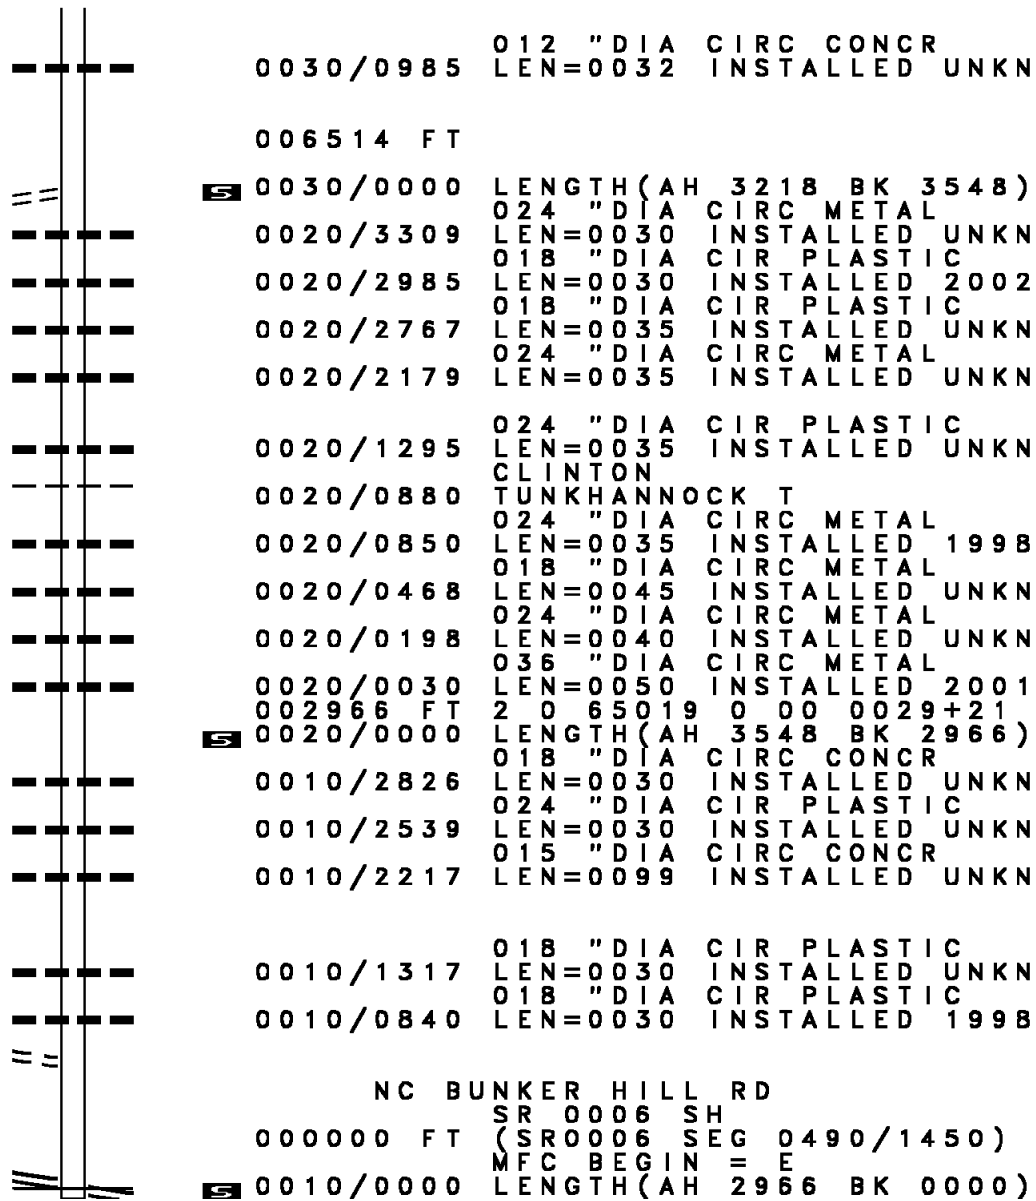 012 "DIA CIRC CONCR
0030/0985 LEN=0032 INSTALLED UNKN
006514 FT
S 0030/0000 LENGTH(AH 3218 BK 3548)
024 "DIA CIRC METAL
0020/3309 LEN=0030 INSTALLED UNKN
018 "DIA CIR PLASTIC
0020/2985 LEN=0030 INSTALLED 2002
018 "DIA CIR PLASTIC
0020/2767 LEN=0035 INSTALLED UNKN
024 "DIA CIRC METAL
0020/2179 LEN=0035 INSTALLED UNKN
024 "DIA CIR PLASTIC
0020/1295 LEN=0035 INSTALLED UNKN
CLINTON
0020/0880 TUNKHANNOCK T
024 "DIA CIRC METAL
0020/0850 LEN=0035 INSTALLED 1998
018 "DIA CIRC METAL
0020/0468 LEN=0045 INSTALLED UNKN
024 "DIA CIRC METAL
0020/0198 LEN=0040 INSTALLED UNKN
036 "DIA CIRC METAL
0020/0030 LEN=0050 INSTALLED 2001
002966 FT 2 0 65019 0 00 0029+21
S 0020/0000 LENGTH(AH 3548 BK 2966)
018 "DIA CIRC CONCR
0010/2826 LEN=0030 INSTALLED UNKN
024 "DIA CIR PLASTIC
0010/2539 LEN=0030 INSTALLED UNKN
015 "DIA CIRC CONCR
0010/2217 LEN=0099 INSTALLED UNKN
018 "DIA CIR PLASTIC
0010/1317 LEN=0030 INSTALLED UNKN
018 "DIA CIR PLASTIC
0010/0840 LEN=0030 INSTALLED 1998
NC BUNKER HILL RD
SR 0006 SH
000000 FT (SR0006 SEG 0490/1450)
MFC BEGIN = E
S 0010/0000 LENGTH(AH 2966 BK 0000)